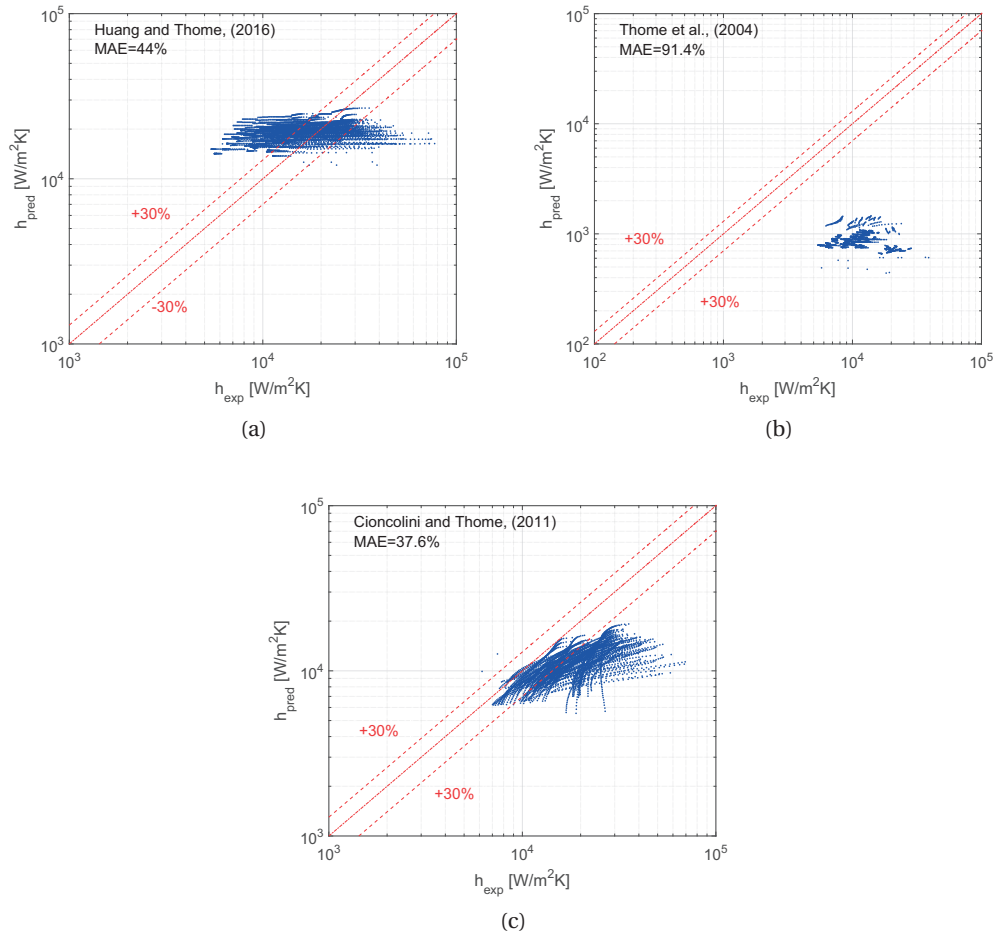 Huang and Thome, (2016)
MAE=44%
10^5
10^4
10^3
h_pred [W/m^2K]
+30%
-30%
10^3
10^4
10^5
h_exp [W/m^2K]
(a)
Thome et al., (2004)
MAE=91.4%
10^5
10^4
10^3
10^2
h_pred [W/m^2K]
+30%
+30%
10^2
10^3
10^4
10^5
h_exp [W/m^2K]
(b)
Cioncolini and Thome, (2011)
MAE=37.6%
10^5
10^4
10^3
h_pred [W/m^2K]
+30%
+30%
10^3
10^4
10^5
h_exp [W/m^2K]
(c)